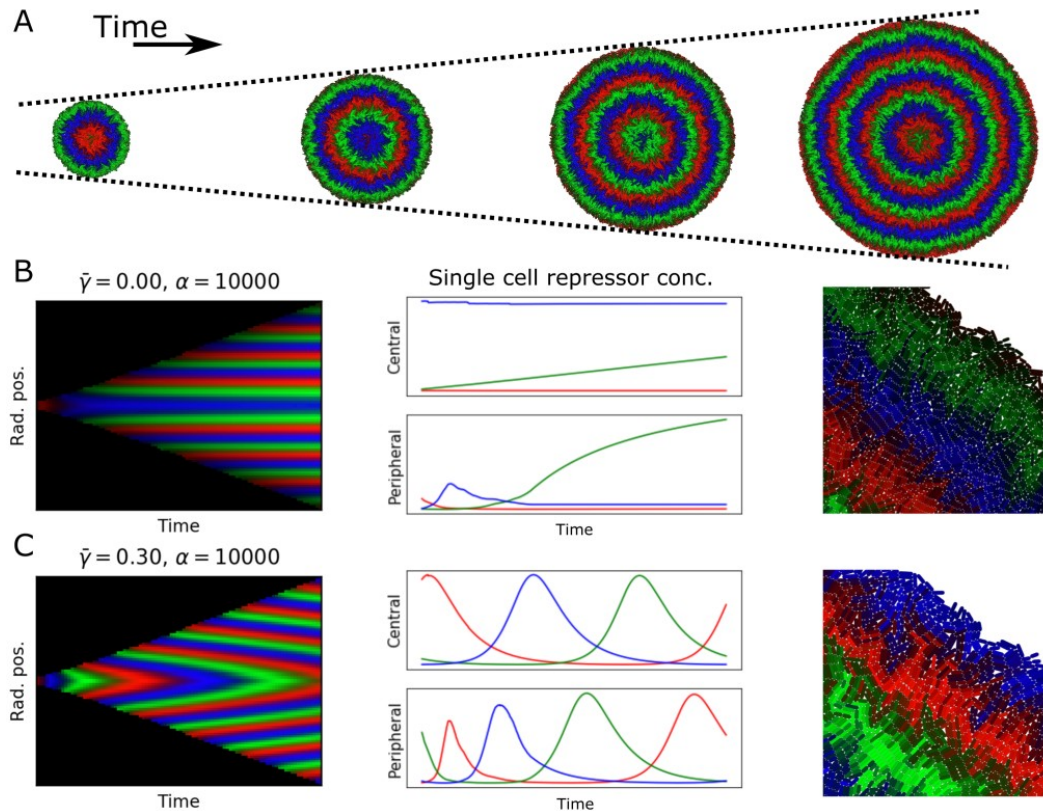 A
Time
B
γ̄ = 0.00, α = 10000
Rad. pos.
Time
Single cell repressor conc.
Central
Peripheral
Time
C
γ̄ = 0.30, α = 10000
Rad. pos.
Time
Central
Peripheral
Time